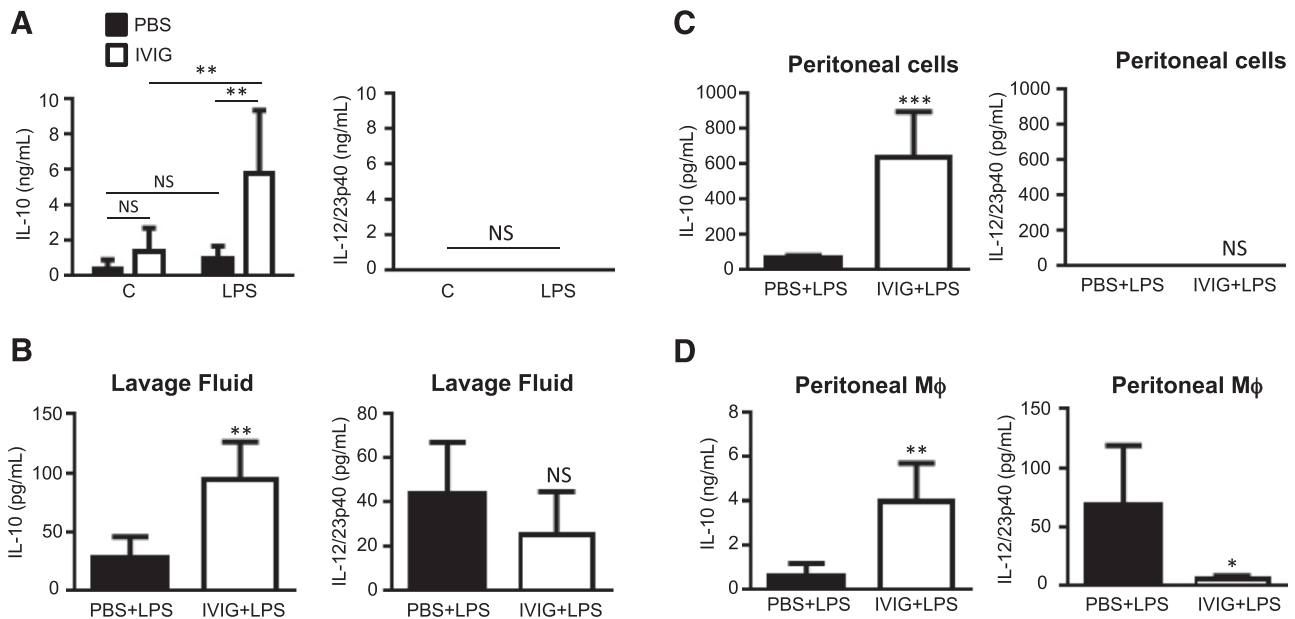 A
PBS
IVIG
IL-10 (ng/mL)
10
8
6
4
2
0
**
**
NS
NS
C
LPS
IL-12/23p40 (ng/mL)
10
8
6
4
2
0
NS
C
LPS
B
Lavage Fluid
IL-10 (pg/mL)
150
100
50
0
**
PBS+LPS
IVIG+LPS
Lavage Fluid
IL-12/23p40 (pg/mL)
80
60
40
20
0
NS
PBS+LPS
IVIG+LPS
C
Peritoneal cells
IL-10 (pg/mL)
1000
800
600
400
200
0
***
PBS+LPS
IVIG+LPS
Peritoneal cells
IL-12/23p40 (pg/mL)
1000
800
600
400
200
0
NS
PBS+LPS
IVIG+LPS
D
Peritoneal Mϕ
IL-10 (ng/mL)
8
6
4
2
0
**
PBS+LPS
IVIG+LPS
Peritoneal Mϕ
IL-12/23p40 (pg/mL)
150
100
50
0
*
PBS+LPS
IVIG+LPS